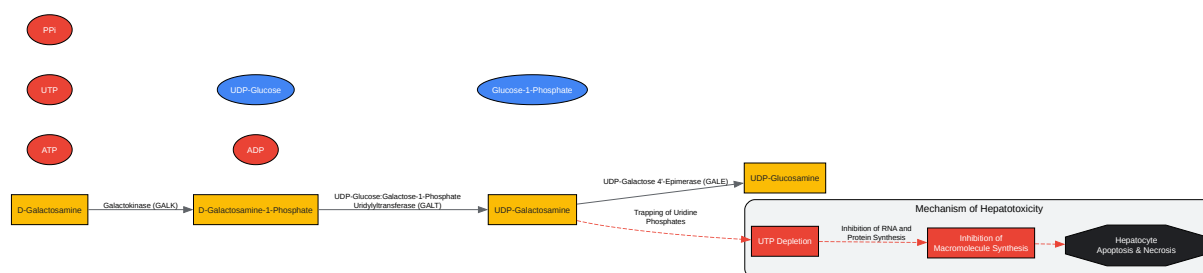 PPi
UTP
UDP-Glucose
Glucose-1-Phosphate
ATP
ADP
D-Galactosamine
Galactokinase (GALK)
D-Galactosamine-1-Phosphate
UDP-Glucose:Galactose-1-Phosphate
Uridylyltransferase (GALT)
UDP-Galactosamine
UDP-Galactose 4'-Epimerase (GALE)
UDP-Glucosamine
Trapping of Uridine
Phosphates
Mechanism of Hepatotoxicity
UTP Depletion
Inhibition of RNA and
Protein Synthesis
Inhibition of
Macromolecule Synthesis
Hepatocyte
Apoptosis & Necrosis